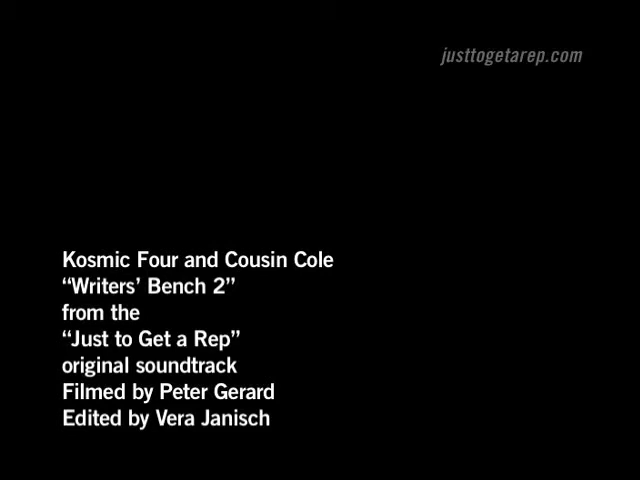 justtogetarep.com
Kosmic Four and Cousin Cole
“Writers’ Bench 2”
from the
“Just to Get a Rep”
original soundtrack
Filmed by Peter Gerard
Edited by Vera Janisch